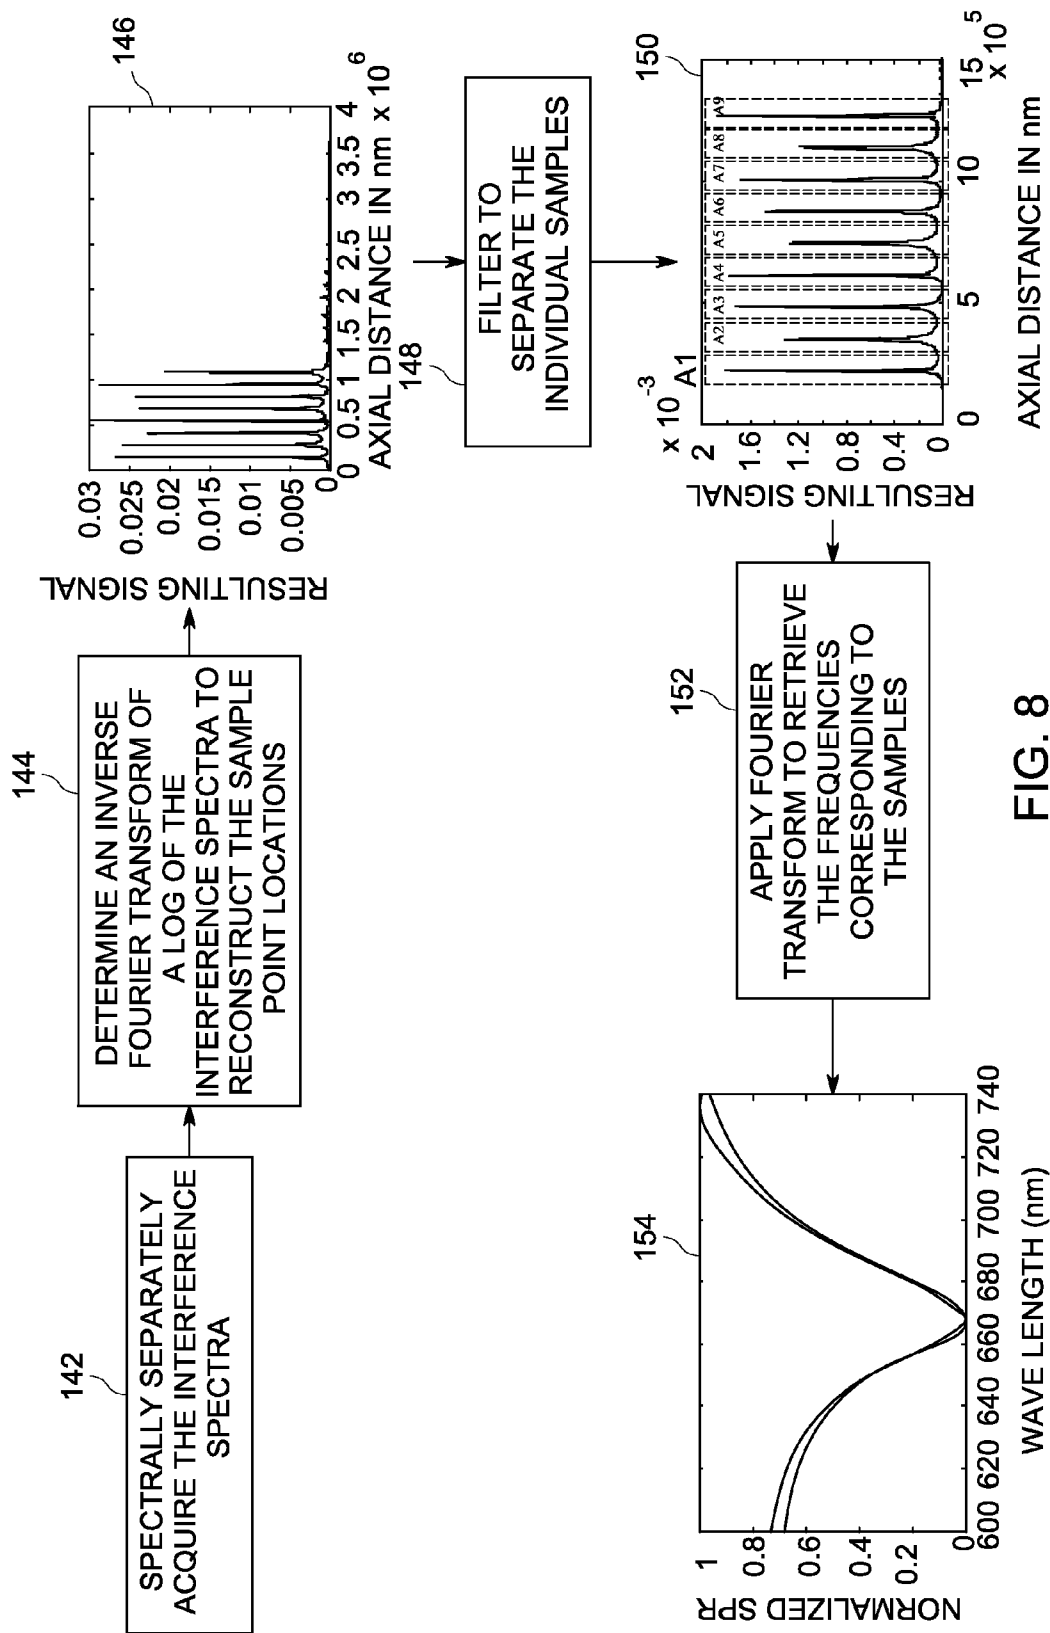 142
SPECTRALLY SEPARATELY
ACQUIRE THE INTERFERENCE
SPECTRA
144
DETERMINE AN INVERSE
FOURIER TRANSFORM OF
A LOG OF THE
INTERFERENCE SPECTRA TO
RECONSTRUCT THE SAMPLE
POINT LOCATIONS
146
RESULTING SIGNAL
0.03
0.025
0.02
0.015
0.01
0.005
0
0 0.5 1 1.5 2 2.5 3 3.5 4
AXIAL DISTANCE IN nm x 10 6
148
FILTER TO
SEPARATE THE
INDIVIDUAL SAMPLES
150
x 10 -3
A1 A2 A3 A4 A5 A6 A7 A8 A9
RESULTING SIGNAL
2
1.6
1.2
0.8
0.4
0
0 5 10 15
x 10 5
AXIAL DISTANCE IN nm
152
APPLY FOURIER
TRANSFORM TO RETRIEVE
THE FREQUENCIES
CORRESPONDING TO
THE SAMPLES
154
NORMALIZED SPR
1
0.8
0.6
0.4
0.2
0
600 620 640 660 680 700 720 740
WAVE LENGTH (nm)
FIG. 8